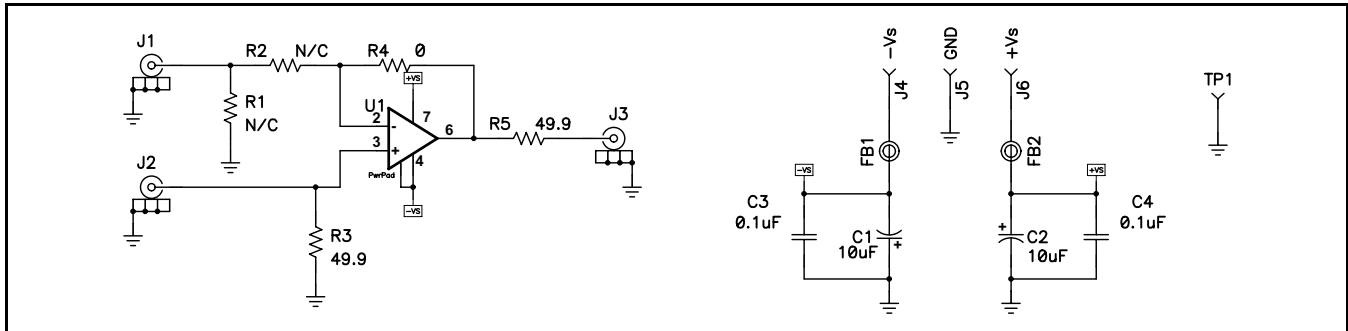 J1
R2
N/C
R4
0
+VS
R1
N/C
U1
2
-
7
6
3
+
4
PwrPad
-VS
R5
49.9
J3
J2
R3
49.9
-Vs
J4
GND
J5
+Vs
J6
TP1
FB1
FB2
-VS
+VS
C3
0.1uF
C1
10uF
+
+
C2
10uF
C4
0.1uF